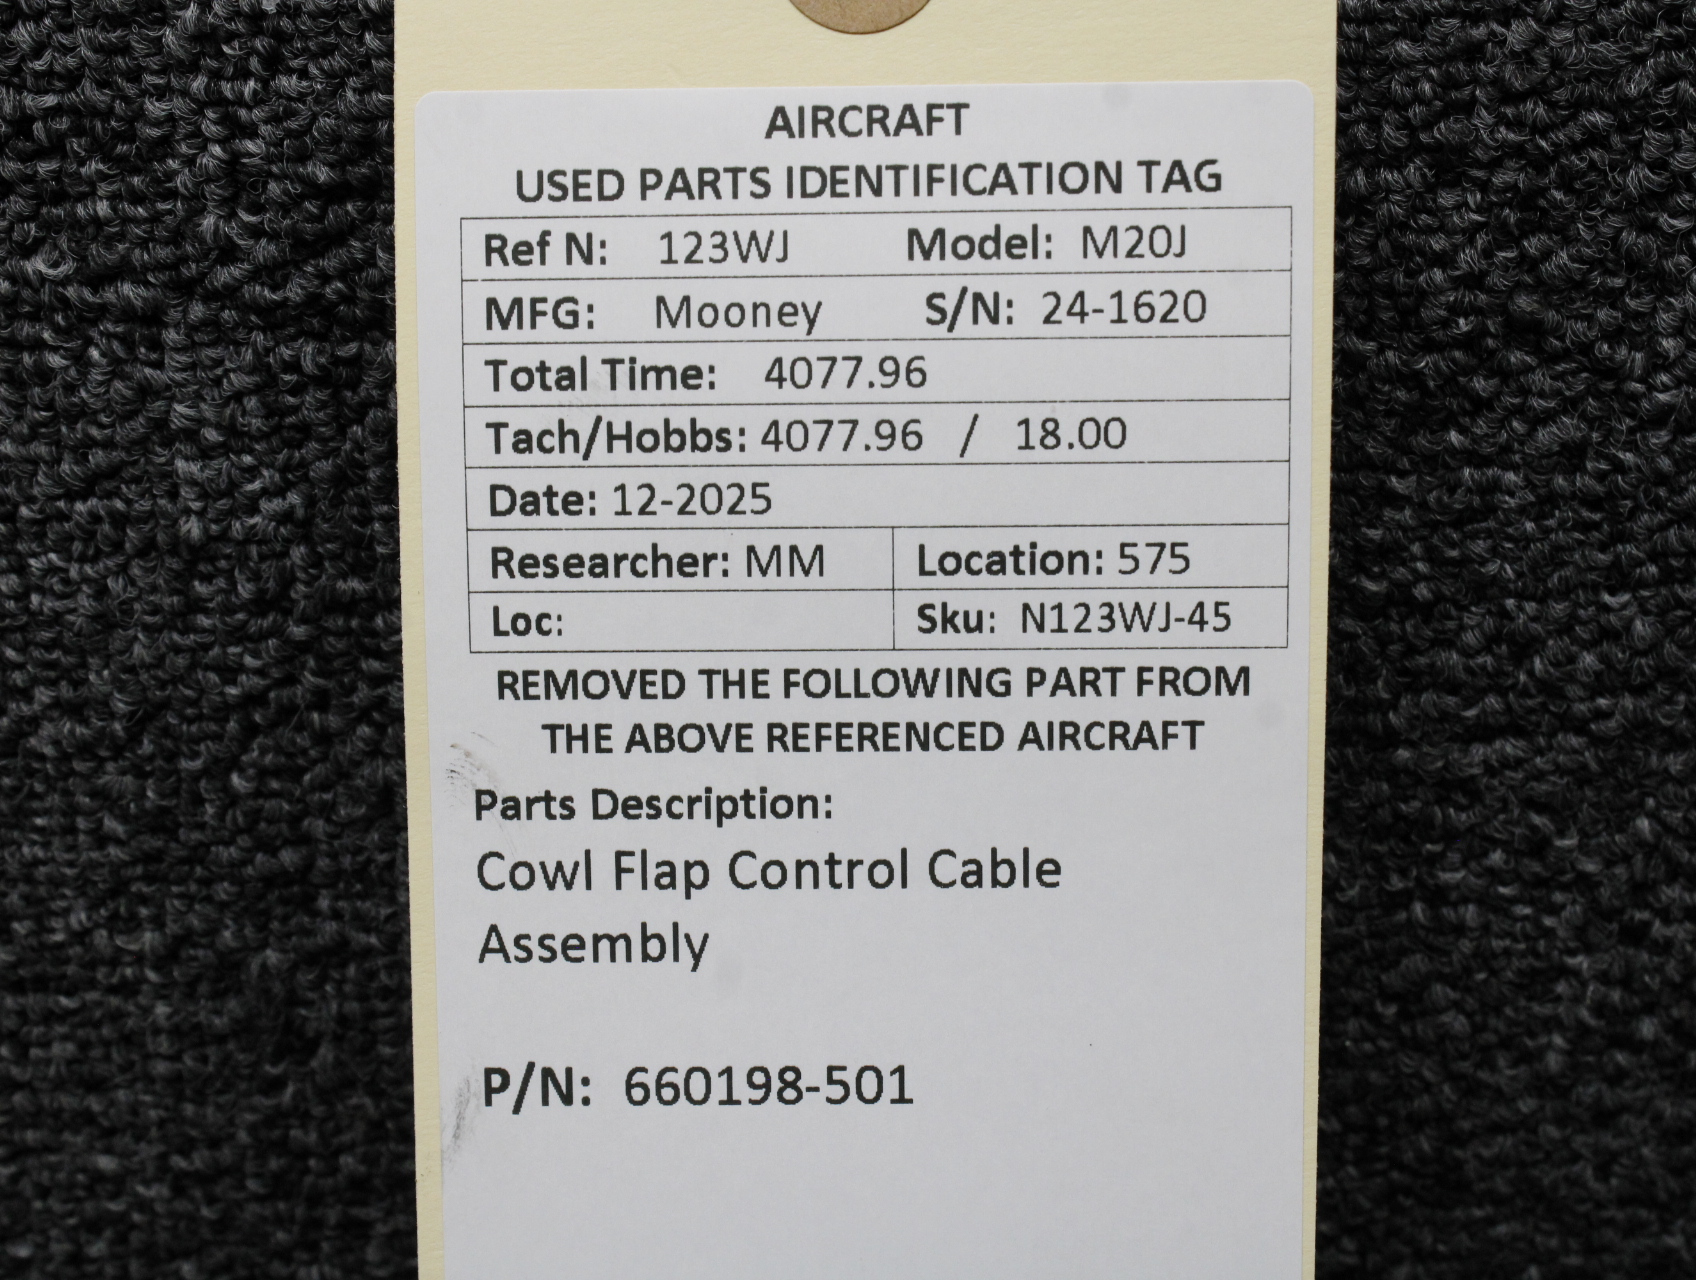 AIRCRAFT
USED PARTS IDENTIFICATION TAG
Ref N: 123WJ Model: M20J
MFG: Mooney S/N: 24-1620
Total Time: 4077.96
Tach/Hobbs: 4077.96 / 18.00
Date: 12-2025
Researcher: MM Location: 575
Loc: Sku: N123WJ-45
REMOVED THE FOLLOWING PART FROM
THE ABOVE REFERENCED AIRCRAFT
Parts Description:
Cowl Flap Control Cable
Assembly
P/N: 660198-501